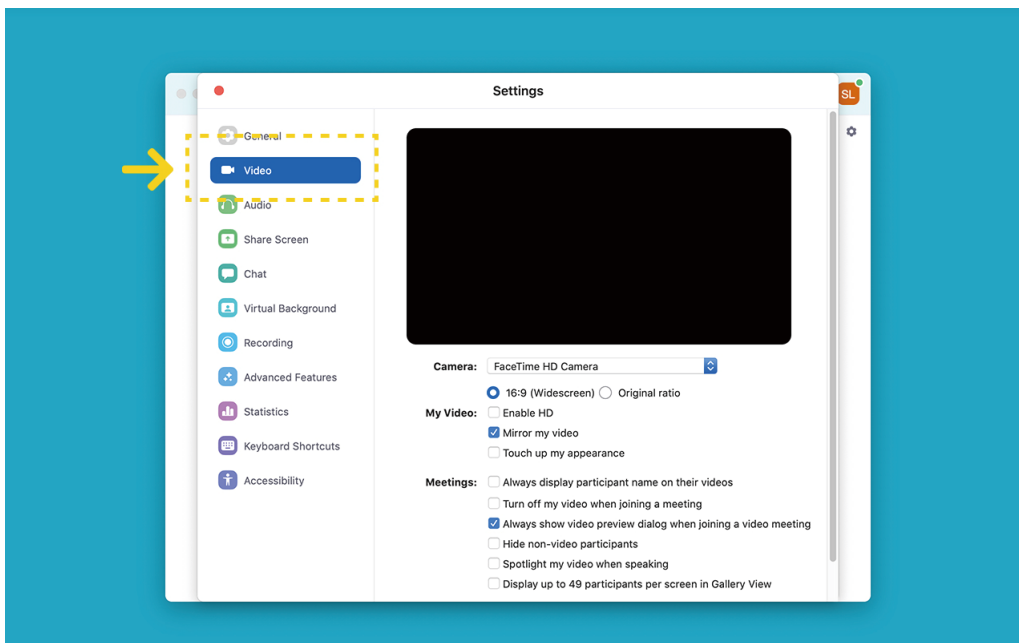 Settings
SL
General
Video
Audio
Share Screen
Chat
Virtual Background
Recording
Advanced Features
Statistics
Keyboard Shortcuts
Accessibility
Camera: FaceTime HD Camera
16:9 (Widescreen) Original ratio
My Video: Enable HD
Mirror my video
Touch up my appearance
Meetings: Always display participant name on their videos
Turn off my video when joining a meeting
Always show video preview dialog when joining a video meeting
Hide non-video participants
Spotlight my video when speaking
Display up to 49 participants per screen in Gallery View